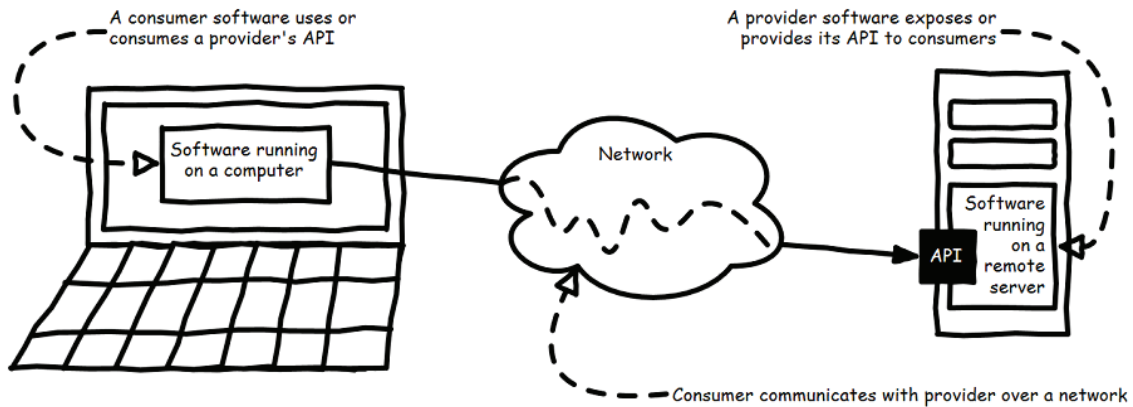 A consumer software uses or
consumes a provider's API
A provider software exposes or
provides its API to consumers
Software running
on a computer
Network
API
Software
running
on a
remote
server
Consumer communicates with provider over a network